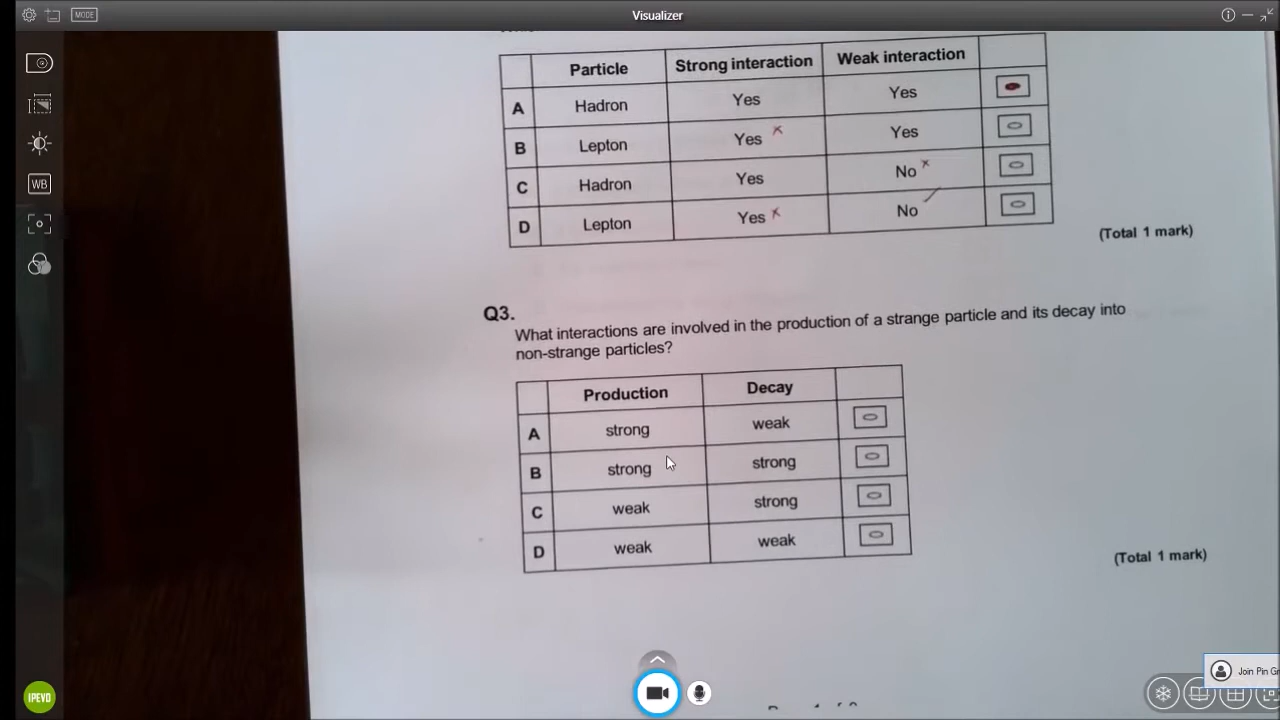 MODE
Visualizer
WB
Particle Strong interaction Weak interaction
A Hadron Yes Yes
B Lepton Yes Yes
C Hadron Yes No
D Lepton Yes No
(Total 1 mark)
Q3.
What interactions are involved in the production of a strange particle and its decay into
non-strange particles?
Production Decay
A strong weak
B strong strong
C weak strong
D weak weak
(Total 1 mark)
Join Pin
IPEVO